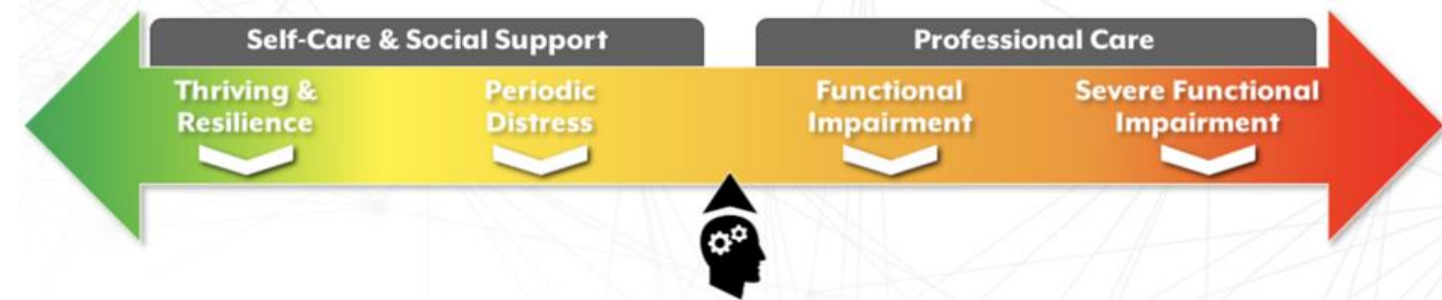 Self-Care & Social Support
Professional Care
Thriving &
Resilience
Periodic
Distress
Functional
Impairment
Severe Functional
Impairment